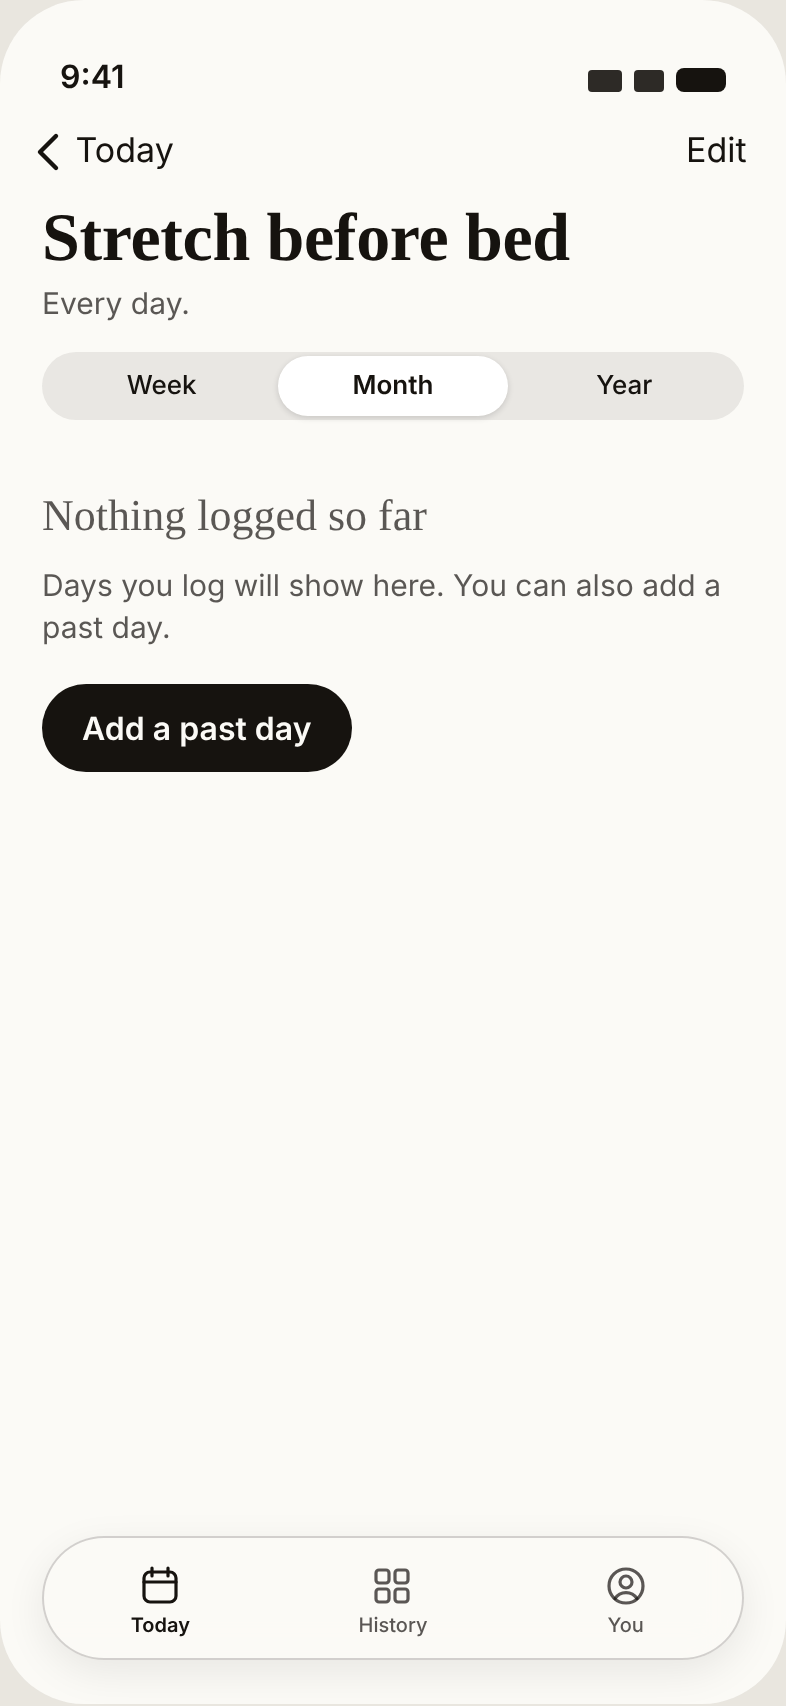 9:41
Today
Edit
Stretch before bed
Every day.
Week
Month
Year
Nothing logged so far
Days you log will show here. You can also add a
past day.
Add a past day
Today
History
You